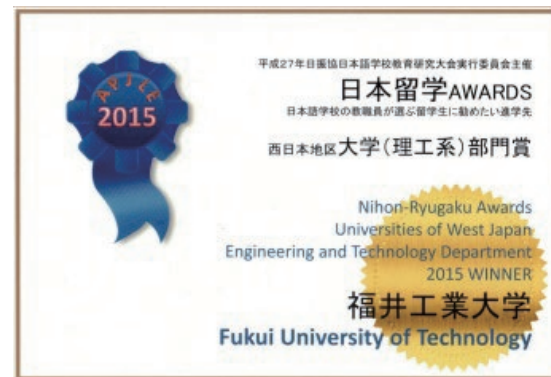 APJLE
2015
平成27年日振協日本語学校教育研究大会実行委員会主催
日本留学AWARDS
日本語学校の教職員が選ぶ留学生に勧めたい進学先
西日本地区大学(理工系)部門賞
Nihon-Ryugaku Awards
Universities of West Japan
Engineering and Technology Department
2015 WINNER
福井工業大学
Fukui University of Technology